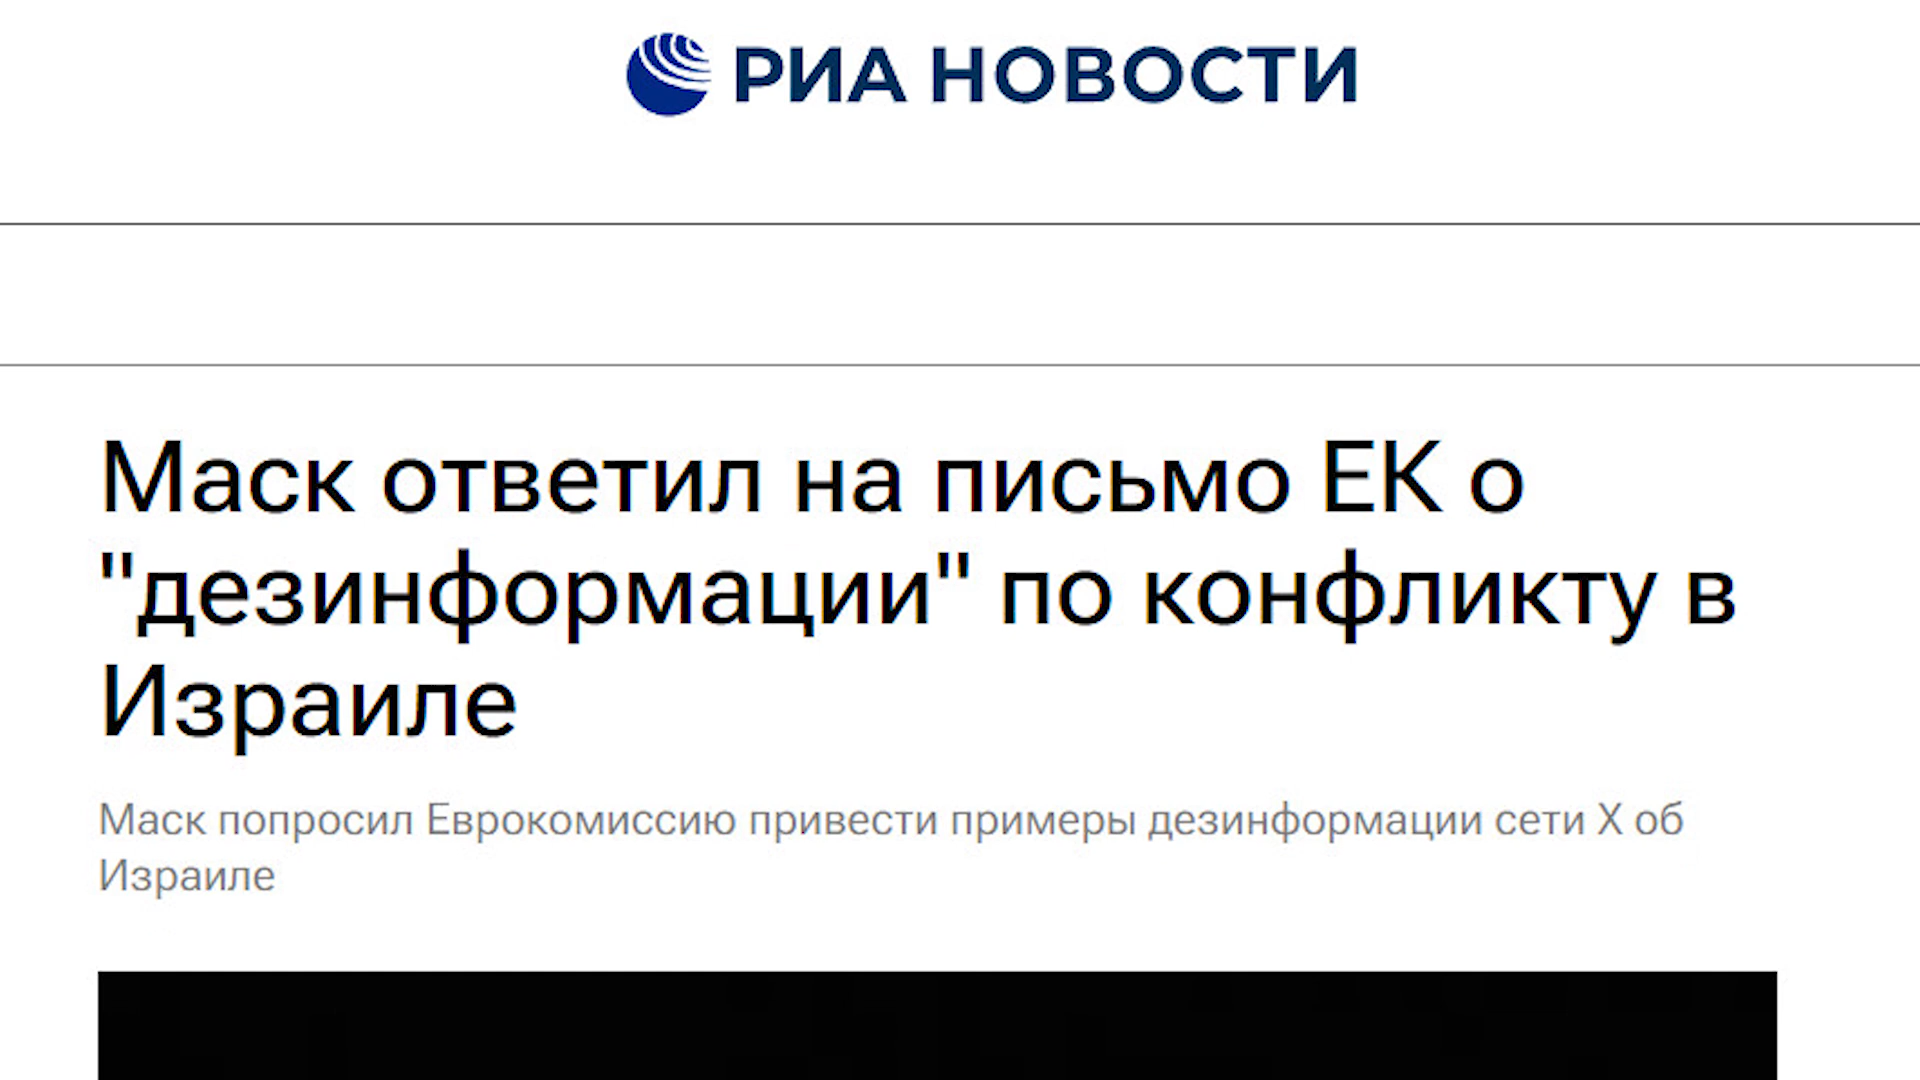 РИА НОВОСТИ
Маск ответил на письмо ЕК о
"дезинформации" по конфликту в
Израиле
Маск попросил Еврокомиссию привести примеры дезинформации сети X об
Израиле